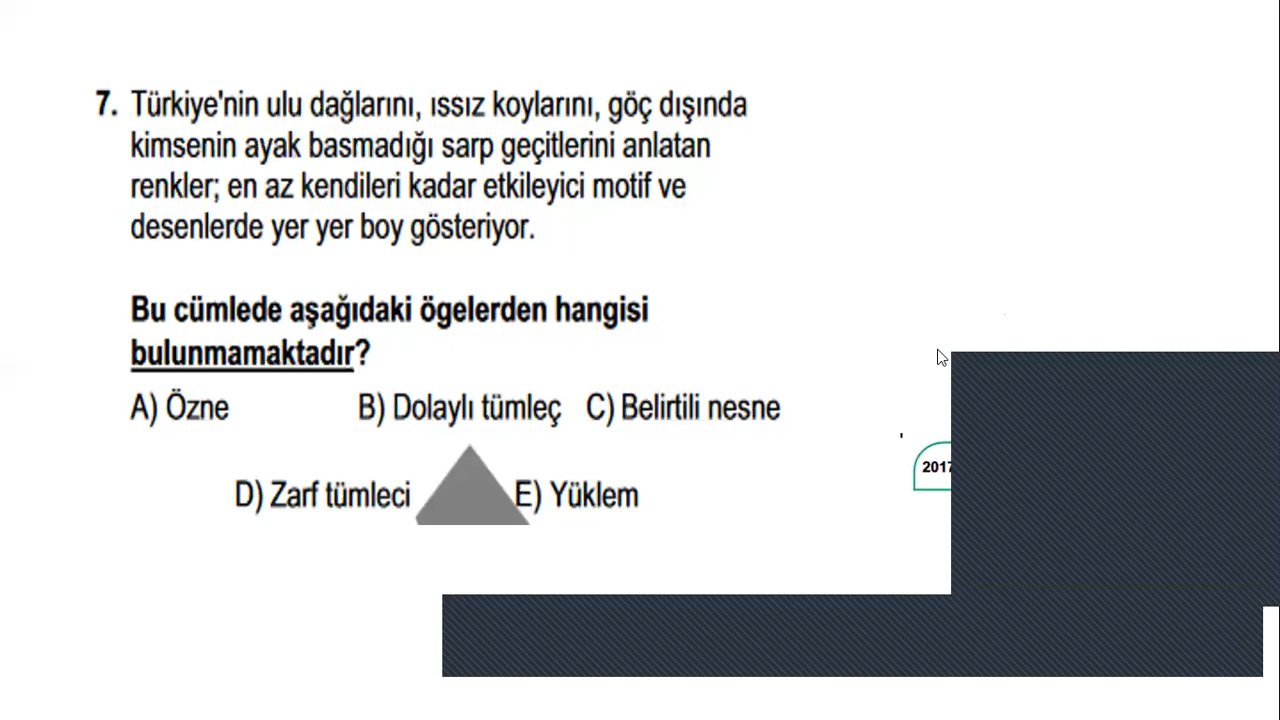 7. Türkiye'nin ulu dağlarını, ıssız koylarını, göç dışında
kimsenin ayak basmadığı sarp geçitlerini anlatan
renkler; en az kendileri kadar etkileyici motif ve
desenlerde yer yer boy gösteriyor.
Bu cümlede aşağıdaki ögelerden hangisi
bulunmamaktadır?
A) Özne B) Dolaylı tümleç C) Belirtili nesne
D) Zarf tümleci E) Yüklem
2017